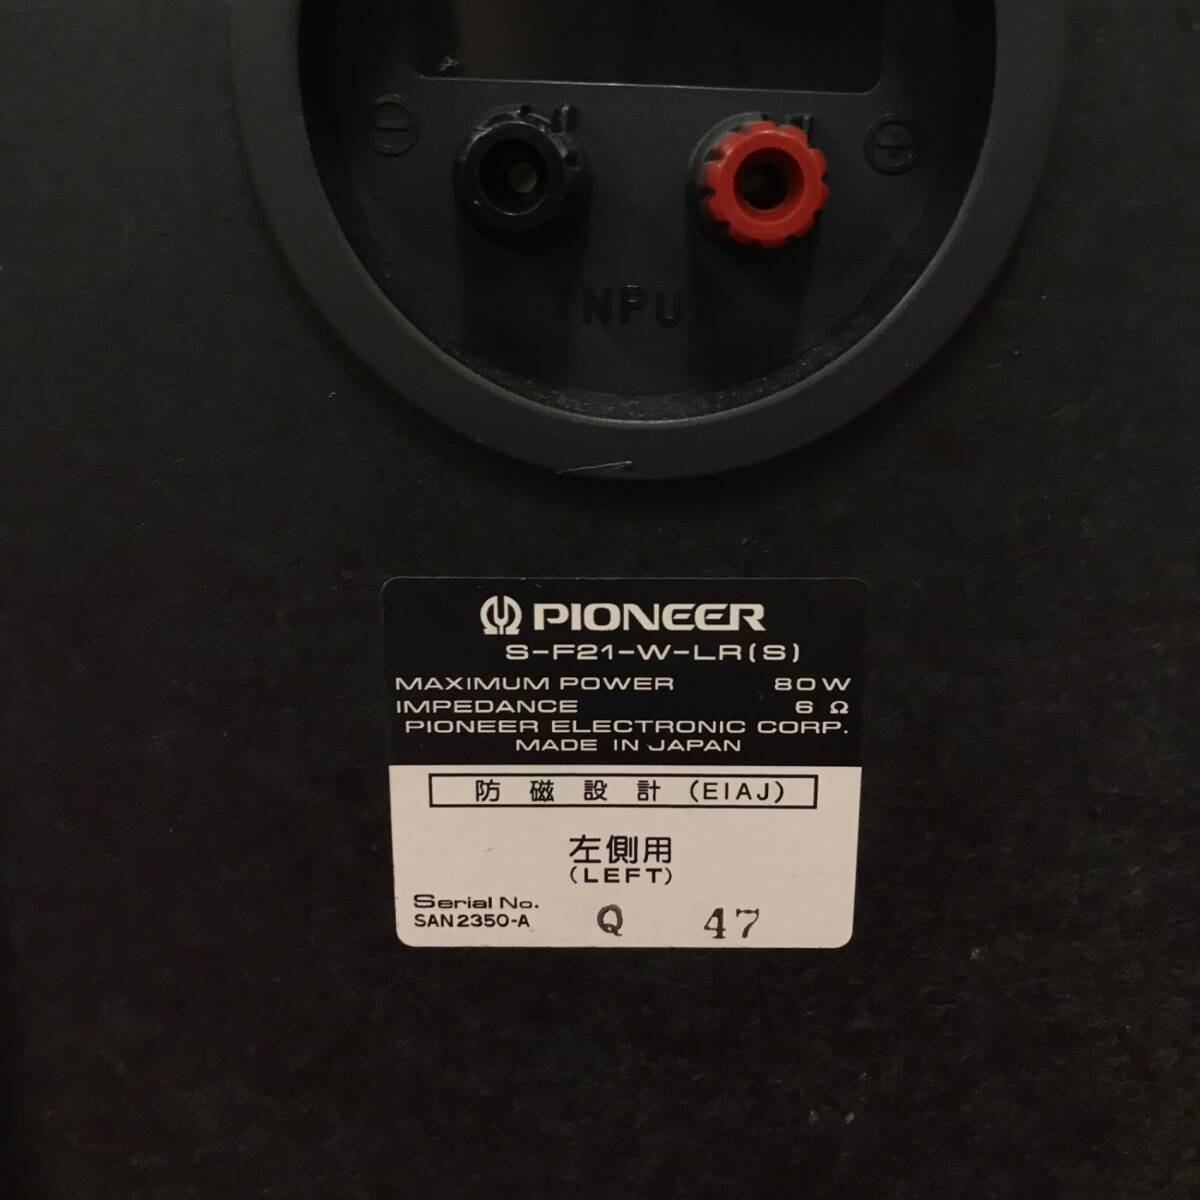 INPUT
PIONEER
S-F21-W-LR(S)
MAXIMUM POWER 80W
IMPEDANCE 6 Ω
PIONEER ELECTRONIC CORP.
MADE IN JAPAN
防磁設計 (EIAJ)
左側用
(LEFT)
Serial No.
SAN2350-A Q 47